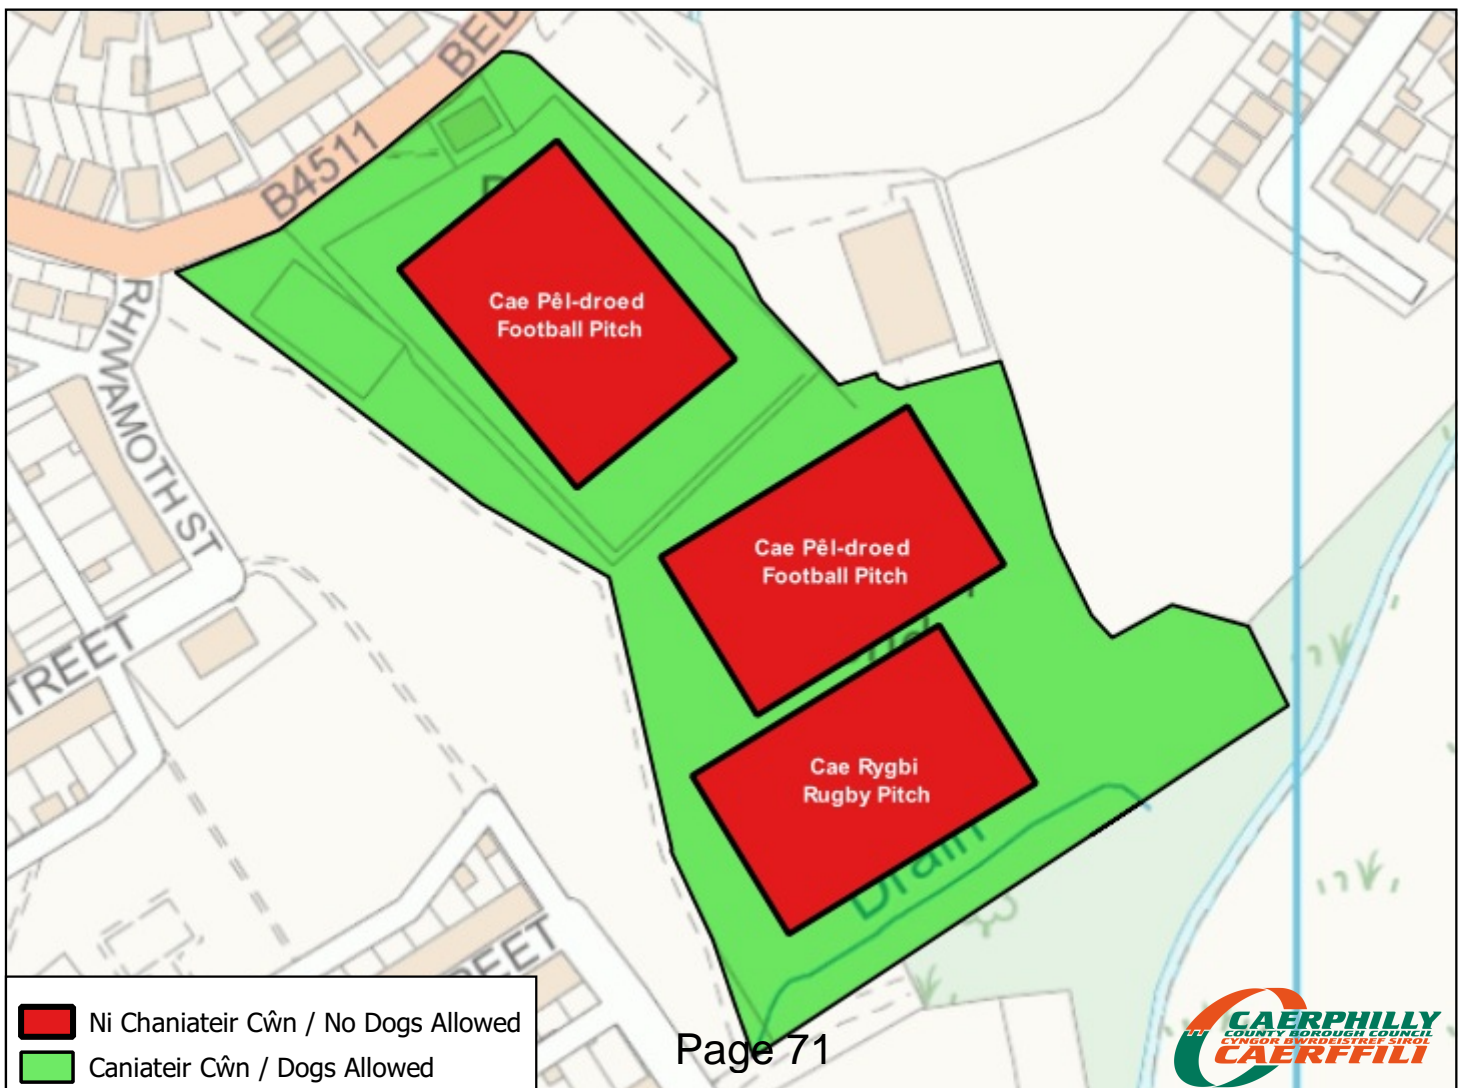 BED
B4511
RHIWAMOTH ST
Cae Pêl-droed
Football Pitch
Cae Pêl-droed
Football Pitch
TREET
Cae Rygbi
Rugby Pitch
Drain
REET
Ni Chaniateir Cŵn / No Dogs Allowed
Caniateir Cŵn / Dogs Allowed
Page 71
CAERPHILLY
COUNTY BOROUGH COUNCIL
CYNGOR BWRDEISTREF SIROL
CAERFFILI